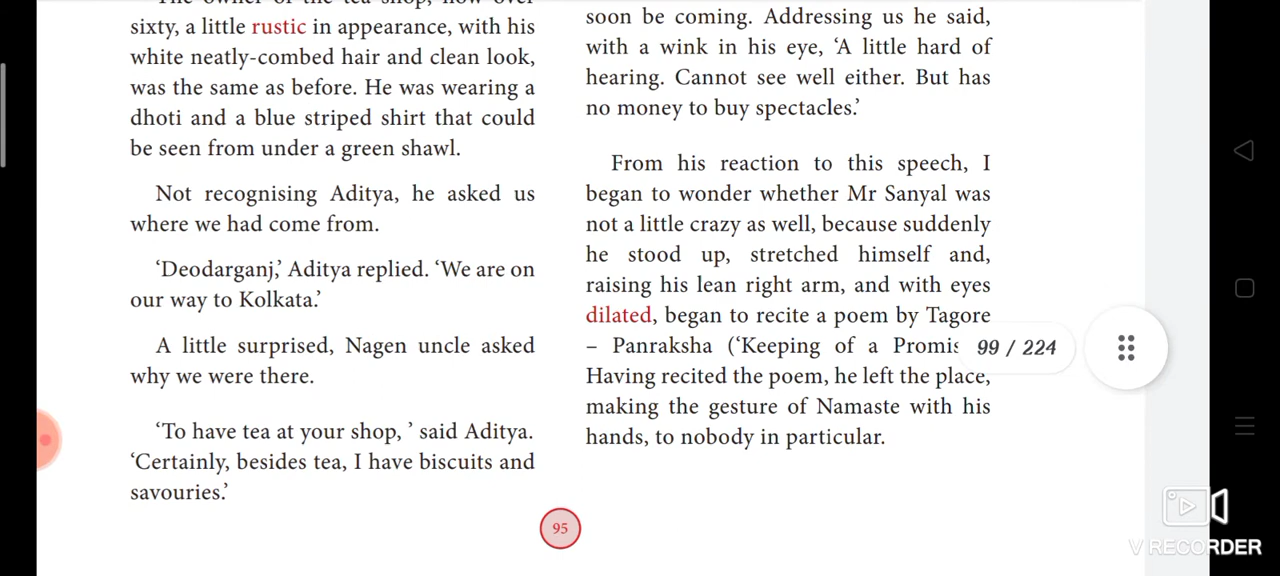 The owner of the tea shop, now over
sixty, a little rustic in appearance, with his
white neatly-combed hair and clean look,
was the same as before. He was wearing a
dhoti and a blue striped shirt that could
be seen from under a green shawl.
Not recognising Aditya, he asked us
where we had come from.
‘Deodarganj,’ Aditya replied. ‘We are on
our way to Kolkata.’
A little surprised, Nagen uncle asked
why we were there.
‘To have tea at your shop, ’ said Aditya.
‘Certainly, besides tea, I have biscuits and
savouries.’
soon be coming. Addressing us he said,
with a wink in his eye, ‘A little hard of
hearing. Cannot see well either. But has
no money to buy spectacles.’
From his reaction to this speech, I
began to wonder whether Mr Sanyal was
not a little crazy as well, because suddenly
he stood up, stretched himself and,
raising his lean right arm, and with eyes
dilated, began to recite a poem by Tagore
– Panraksha (‘Keeping of a Promis
Having recited the poem, he left the place,
making the gesture of Namaste with his
hands, to nobody in particular.
99 / 224
95
V RECORDER